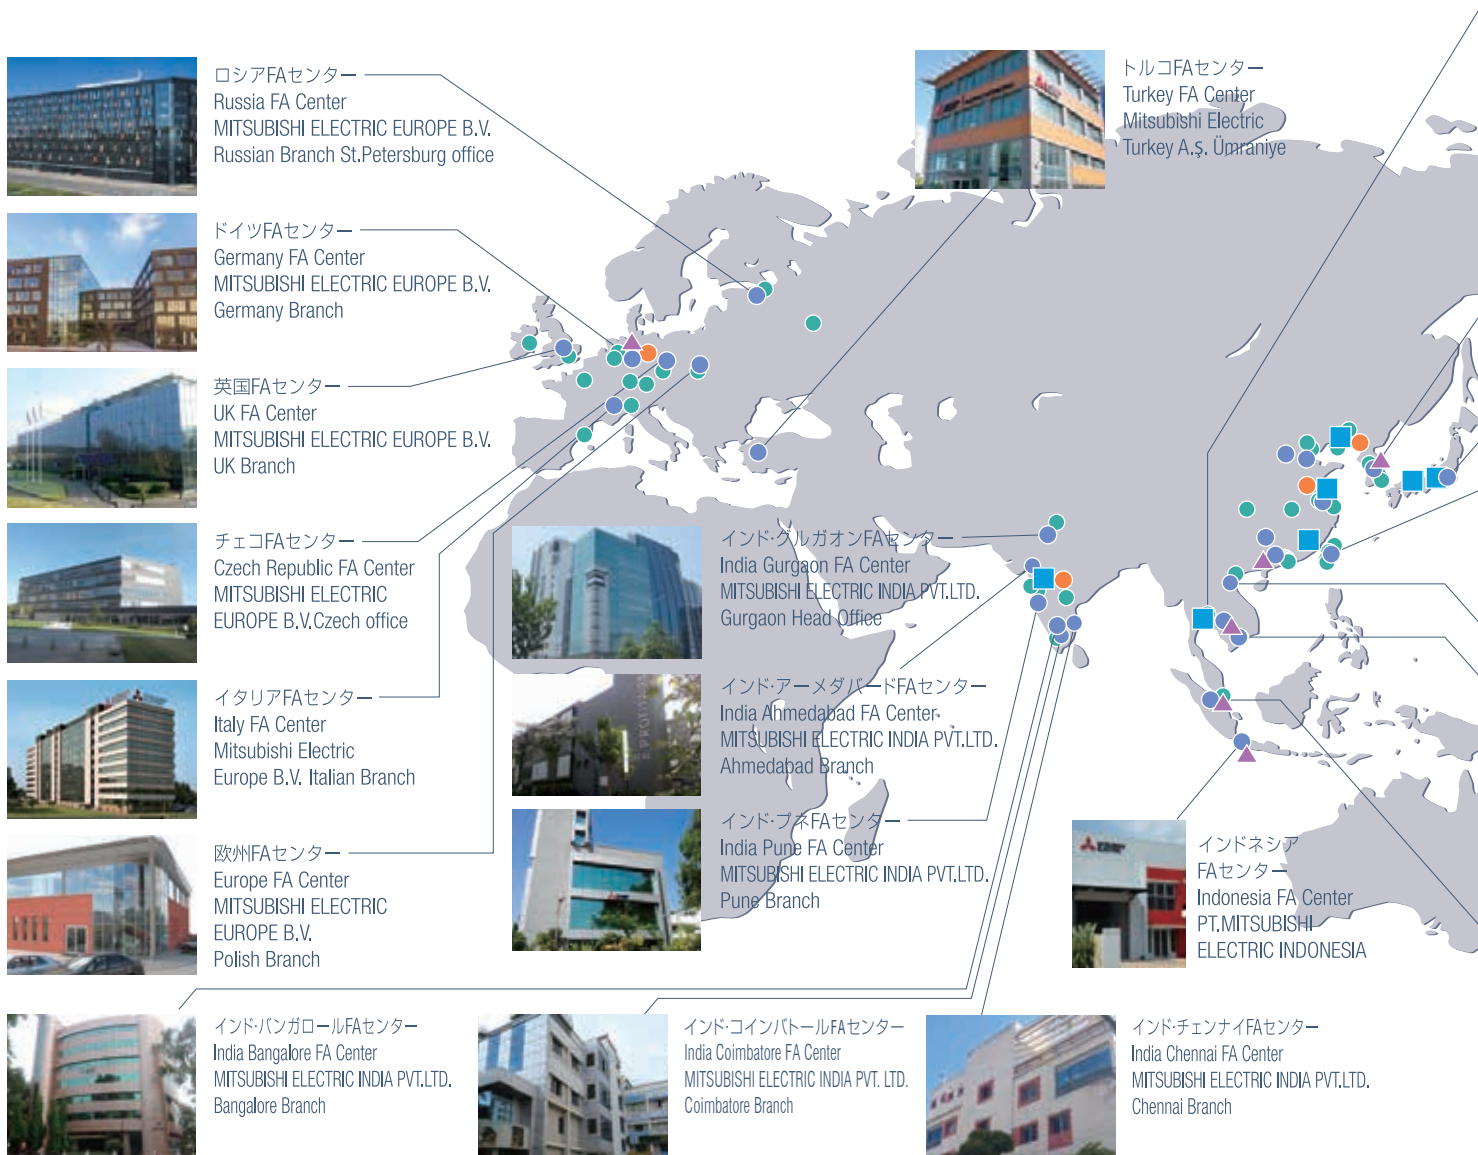 ロシアFAセンター
Russia FA Center
MITSUBISHI ELECTRIC EUROPE B.V.
Russian Branch St.Petersburg office
ドイツFAセンター
Germany FA Center
MITSUBISHI ELECTRIC EUROPE B.V.
Germany Branch
英国FAセンター
UK FA Center
MITSUBISHI ELECTRIC EUROPE B.V.
UK Branch
チェコFAセンター
Czech Republic FA Center
MITSUBISHI ELECTRIC
EUROPE B.V.Czech office
イタリアFAセンター
Italy FA Center
Mitsubishi Electric
Europe B.V. Italian Branch
欧州FAセンター
Europe FA Center
MITSUBISHI ELECTRIC
EUROPE B.V.
Polish Branch
トルコFAセンター
Turkey FA Center
Mitsubishi Electric
Turkey A.Ş. Ümraniye
インド・グルガオンFAセンター
India Gurgaon FA Center
MITSUBISHI ELECTRIC INDIA PVT.LTD.
Gurgaon Head Office
インド・アーメダバードFAセンター
India Ahmedabad FA Center
MITSUBISHI ELECTRIC INDIA PVT.LTD.
Ahmedabad Branch
インド・プネFAセンター
India Pune FA Center
MITSUBISHI ELECTRIC INDIA PVT.LTD.
Pune Branch
インドネシア
FAセンター
Indonesia FA Center
PT.MITSUBISHI
ELECTRIC INDONESIA
インド・バンガロールFAセンター
India Bangalore FA Center
MITSUBISHI ELECTRIC INDIA PVT.LTD.
Bangalore Branch
インド・コインバトールFAセンター
India Coimbatore FA Center
MITSUBISHI ELECTRIC INDIA PVT. LTD.
Coimbatore Branch
インド・チェンナイFAセンター
India Chennai FA Center
MITSUBISHI ELECTRIC INDIA PVT.LTD.
Chennai Branch